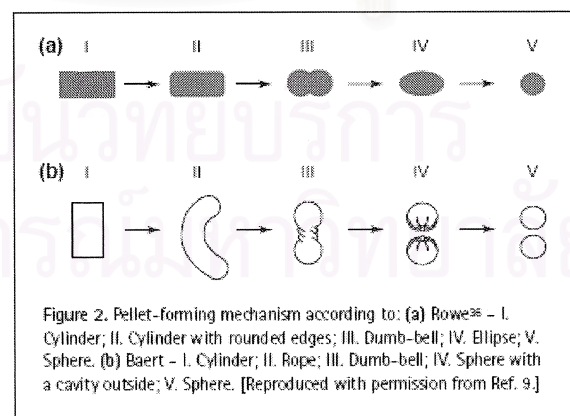 (a) I II III IV V
(b) I II III IV V
Figure 2. Pellet-forming mechanism according to: (a) Rowe36 – I.
Cylinder; II. Cylinder with rounded edges; III. Dumb-bell; IV. Ellipse; V.
Sphere. (b) Baert – I. Cylinder; II. Rope; III. Dumb-bell; IV. Sphere with
a cavity outside; V. Sphere. [Reproduced with permission from Ref. 9.]